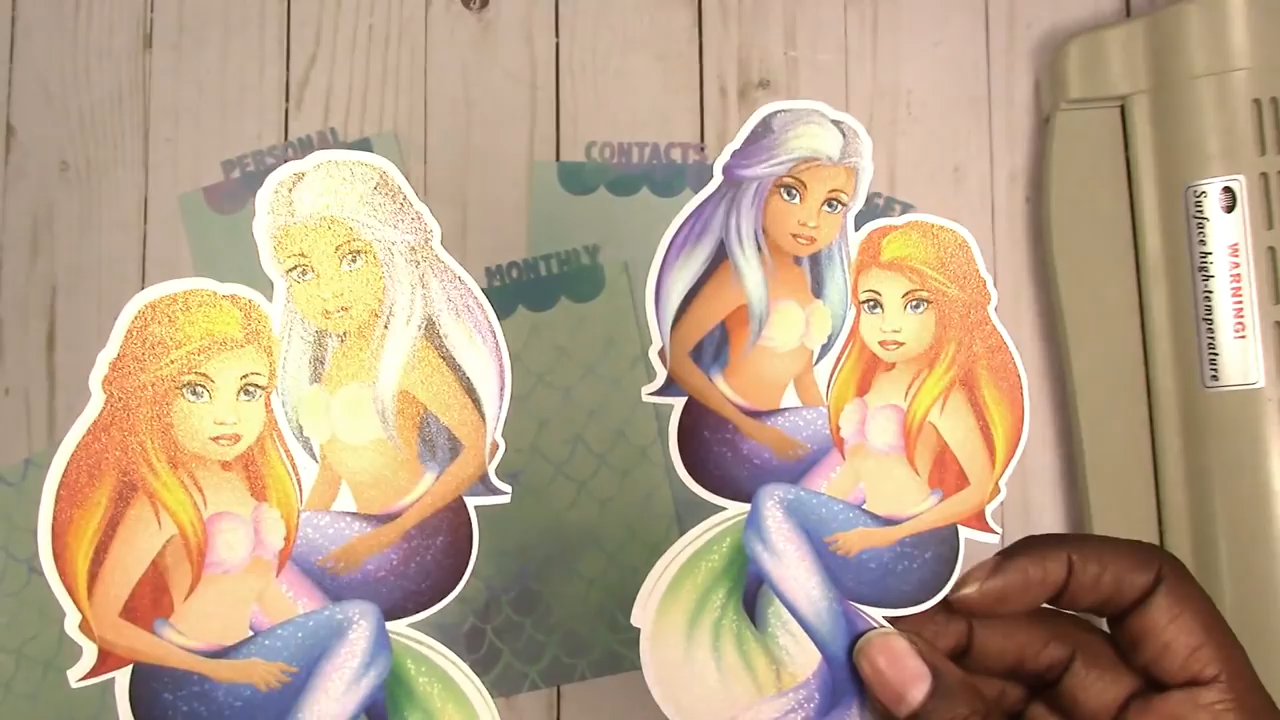 PERSONAL
CONTACTS
MONTHLY
WARNING!
Surface high-temperature